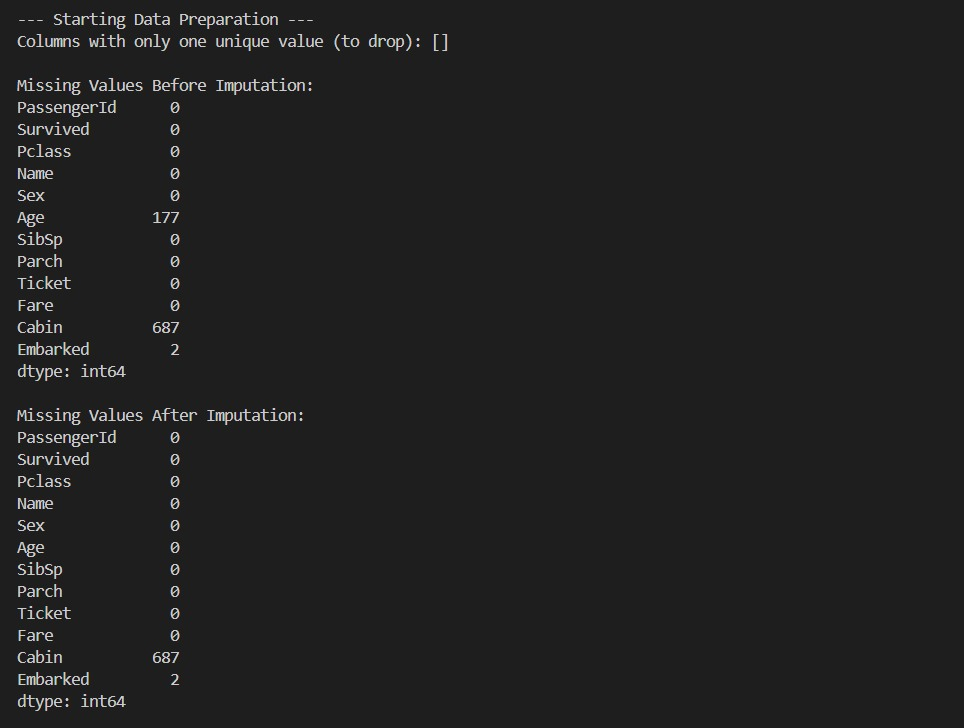 --- Starting Data Preparation ---
Columns with only one unique value (to drop): []

Missing Values Before Imputation:
PassengerId      0
Survived         0
Pclass           0
Name             0
Sex              0
Age            177
SibSp            0
Parch            0
Ticket           0
Fare             0
Cabin          687
Embarked         2
dtype: int64

Missing Values After Imputation:
PassengerId      0
Survived         0
Pclass           0
Name             0
Sex              0
Age              0
SibSp            0
Parch            0
Ticket           0
Fare             0
Cabin          687
Embarked         2
dtype: int64